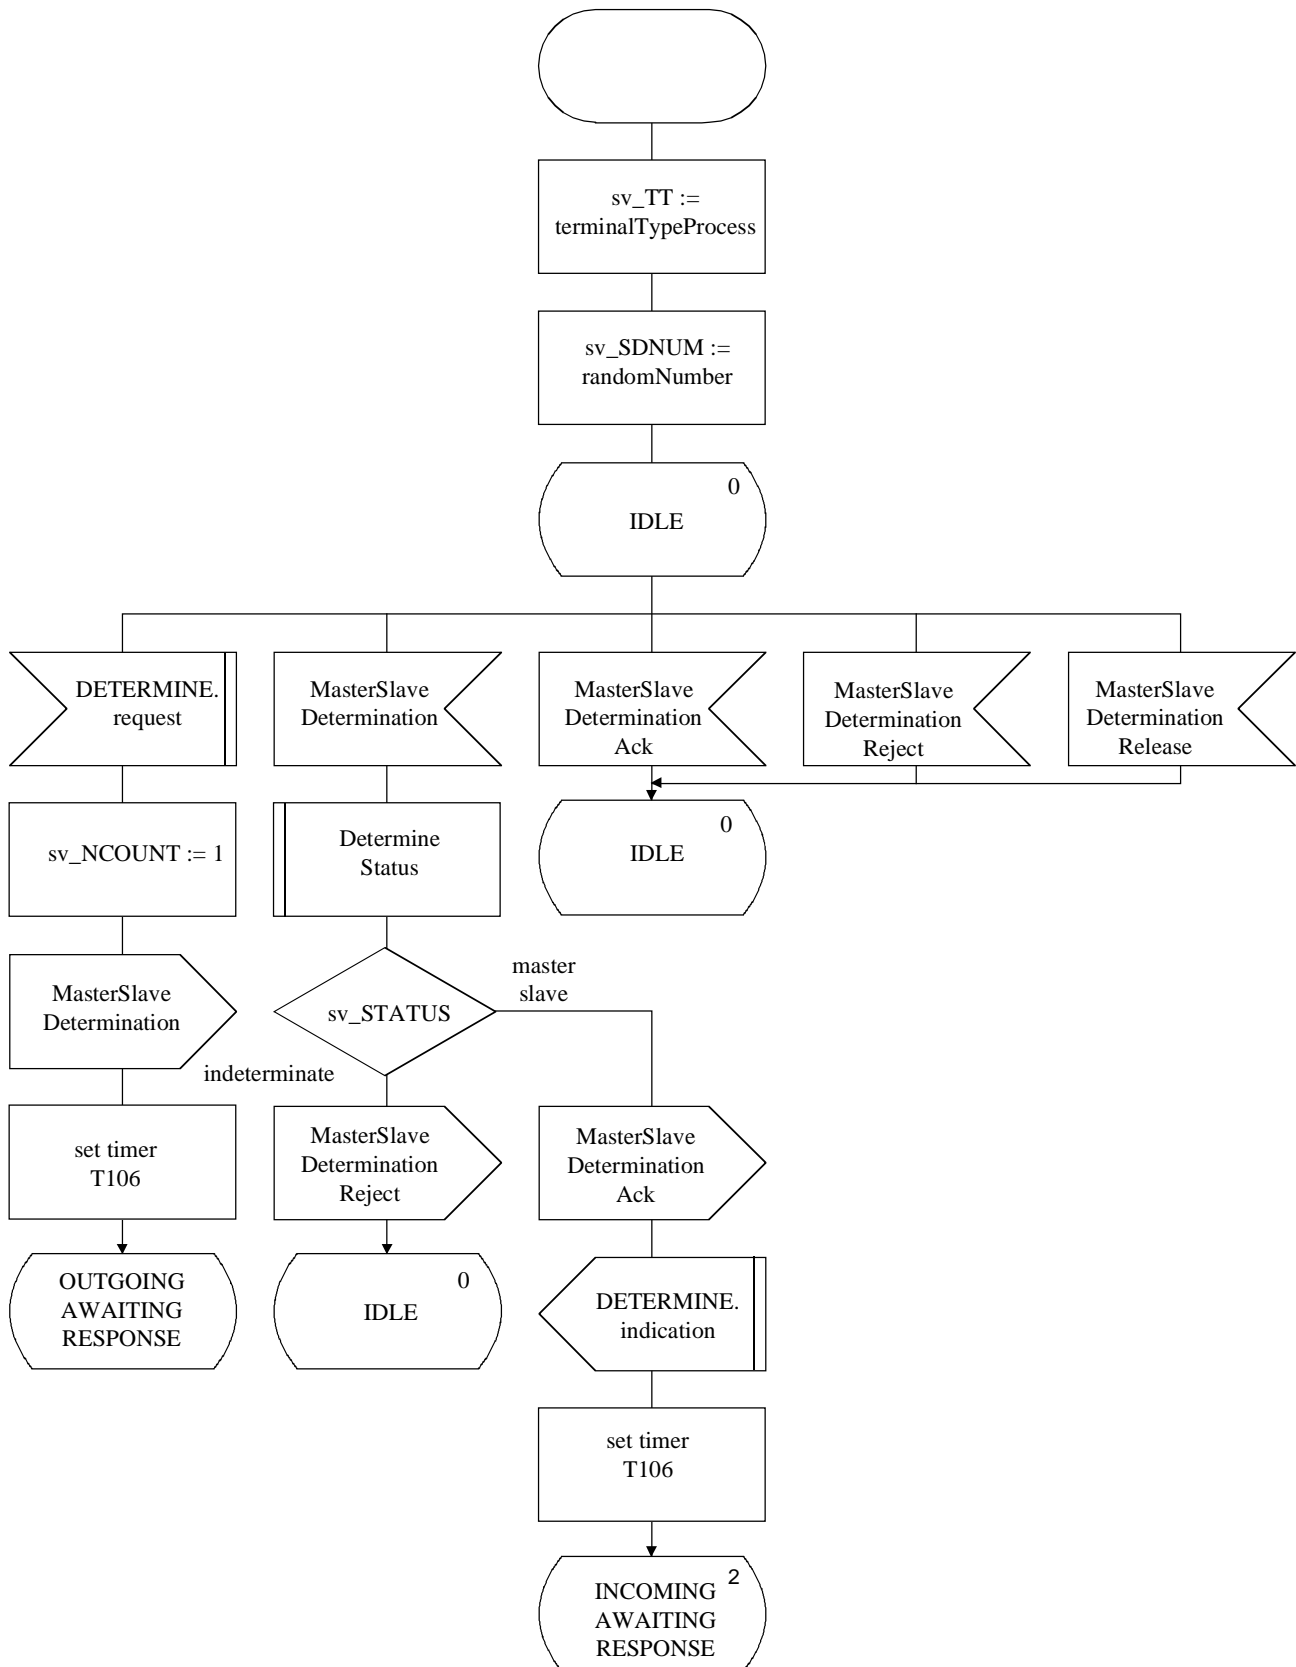 sv_TT :=
terminalTypeProcess
sv_SDNUM :=
randomNumber
0
IDLE
DETERMINE.
request
MasterSlave
Determination
MasterSlave
Determination
Ack
MasterSlave
Determination
Reject
MasterSlave
Determination
Release
sv_NCOUNT := 1
Determine
Status
0
IDLE
MasterSlave
Determination
sv_STATUS
master
slave
indeterminate
set timer
T106
MasterSlave
Determination
Reject
MasterSlave
Determination
Ack
OUTGOING
AWAITING
RESPONSE
0
IDLE
DETERMINE.
indication
set timer
T106
2
INCOMING
AWAITING
RESPONSE